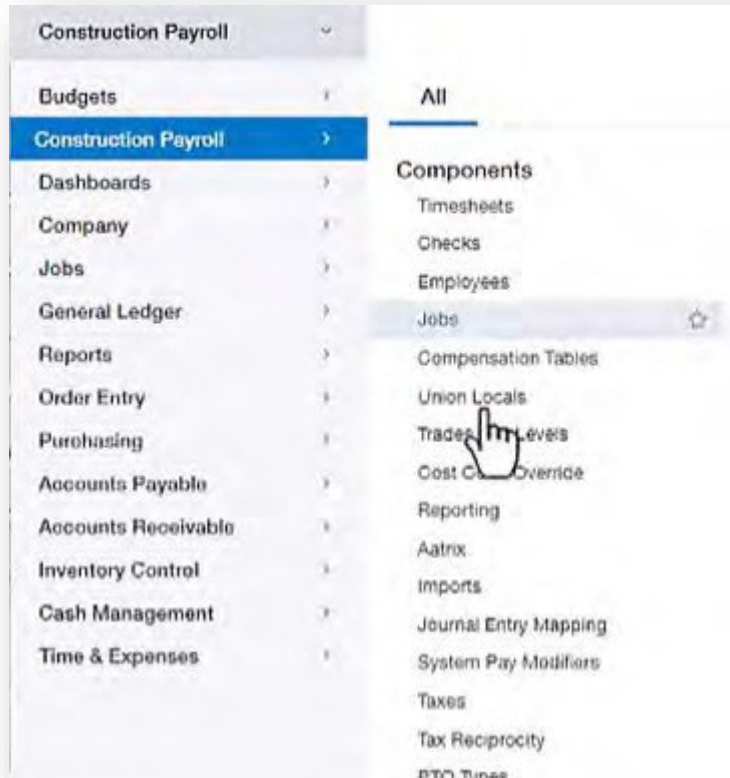 Construction Payroll
Budgets
Construction Payroll
Dashboards
Company
Jobs
General Ledger
Reports
Order Entry
Purchasing
Accounts Payable
Accounts Receivable
Inventory Control
Cash Management
Time & Expenses
All
Components
Timesheets
Checks
Employees
Jobs
Compensation Tables
Union Locals
Trades Levels
Cost Override
Reporting
Aatrix
Imports
Journal Entry Mapping
System Pay Modifiers
Taxes
Tax Reciprocity
PTO Types